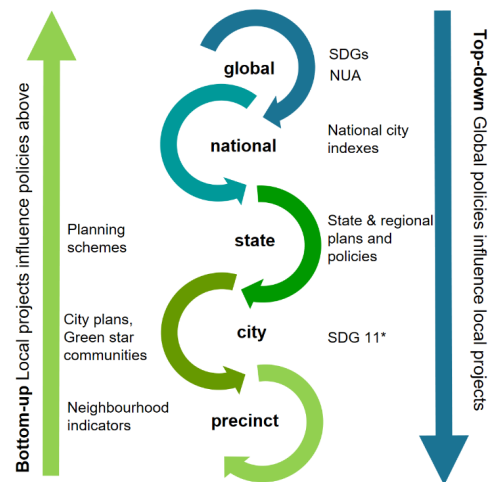 global
SDGs
NUA
national
National city
indexes
Planning
schemes
state
State & regional
plans and
policies
City plans,
Green star
communities
city
SDG 11*
Neighbourhood
indicators
precinct
Bottom-up Local projects influence policies above
Top-down Global policies influence local projects